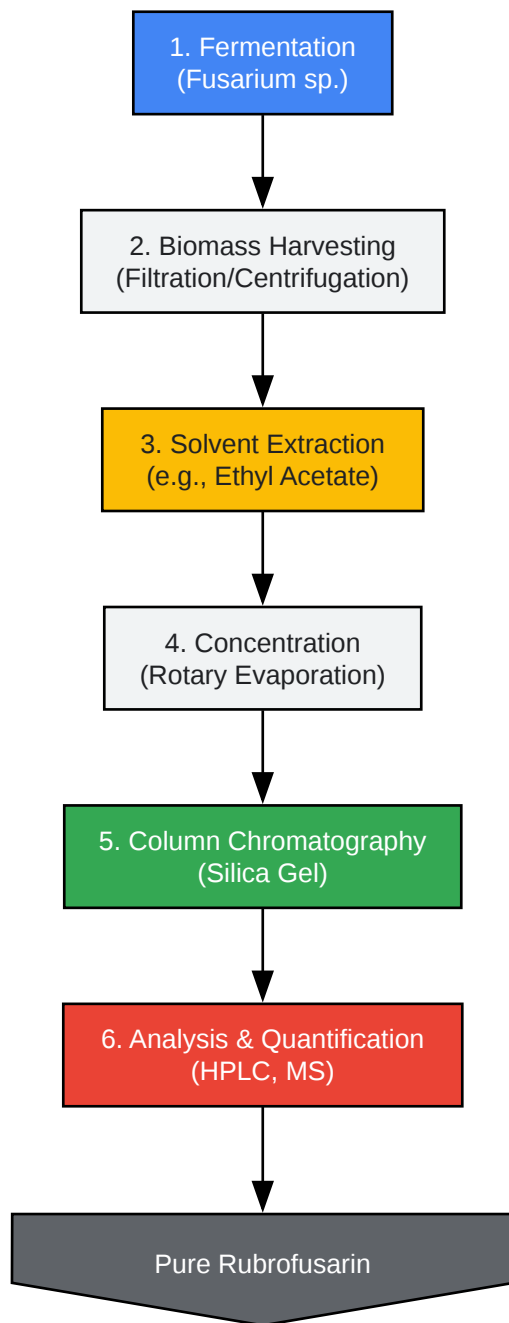 1. Fermentation
(Fusarium sp.)
2. Biomass Harvesting
(Filtration/Centrifugation)
3. Solvent Extraction
(e.g., Ethyl Acetate)
4. Concentration
(Rotary Evaporation)
5. Column Chromatography
(Silica Gel)
6. Analysis & Quantification
(HPLC, MS)
Pure Rubrofusarin